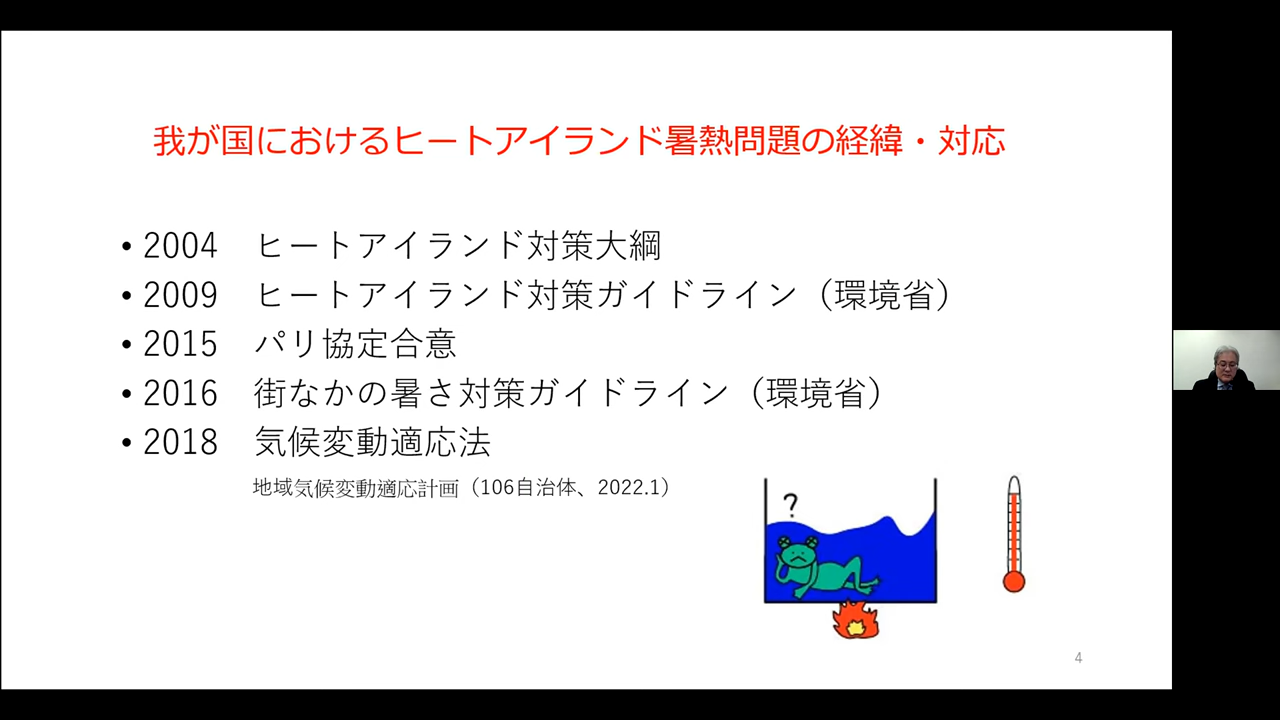 我が国におけるヒートアイランド暑熱問題の経緯・対応
• 2004　ヒートアイランド対策大綱
• 2009　ヒートアイランド対策ガイドライン（環境省）
• 2015　パリ協定合意
• 2016　街なかの暑さ対策ガイドライン（環境省）
• 2018　気候変動適応法
地域気候変動適応計画（106自治体、2022.1）
?
4